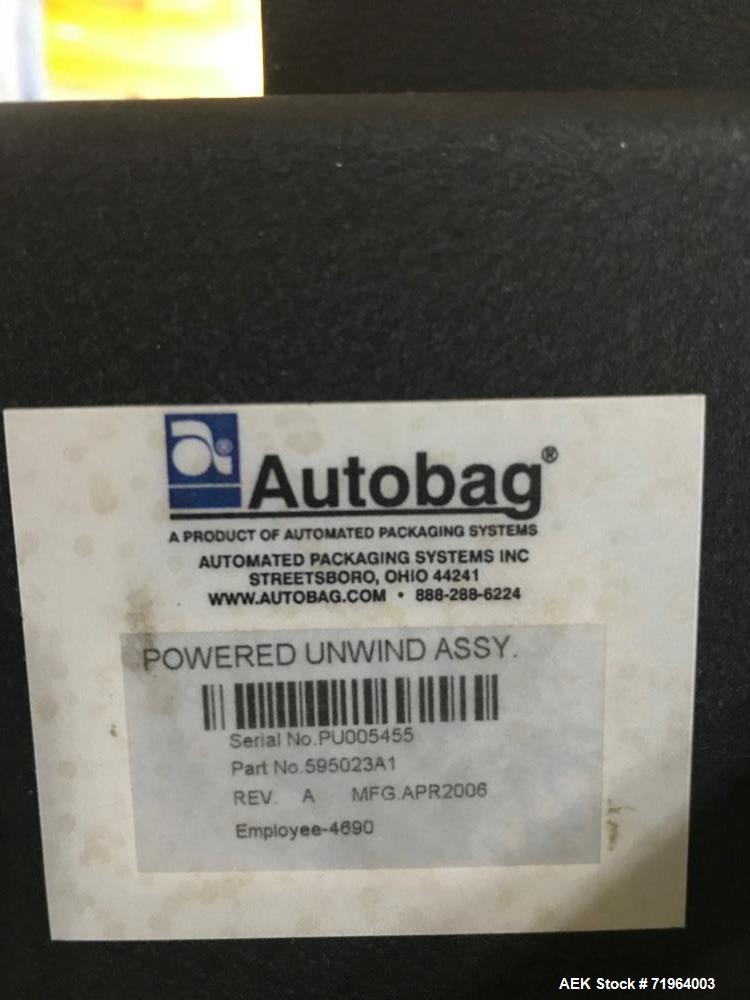 a®
Autobag®
A PRODUCT OF AUTOMATED PACKAGING SYSTEMS
AUTOMATED PACKAGING SYSTEMS INC
STREETSBORO, OHIO 44241
WWW.AUTOBAG.COM • 888-288-6224
POWERED UNWIND ASSY.
Serial No.PU005455
Part No.595023A1
REV. A MFG.APR2006
Employee-4690
AEK Stock # 71964003